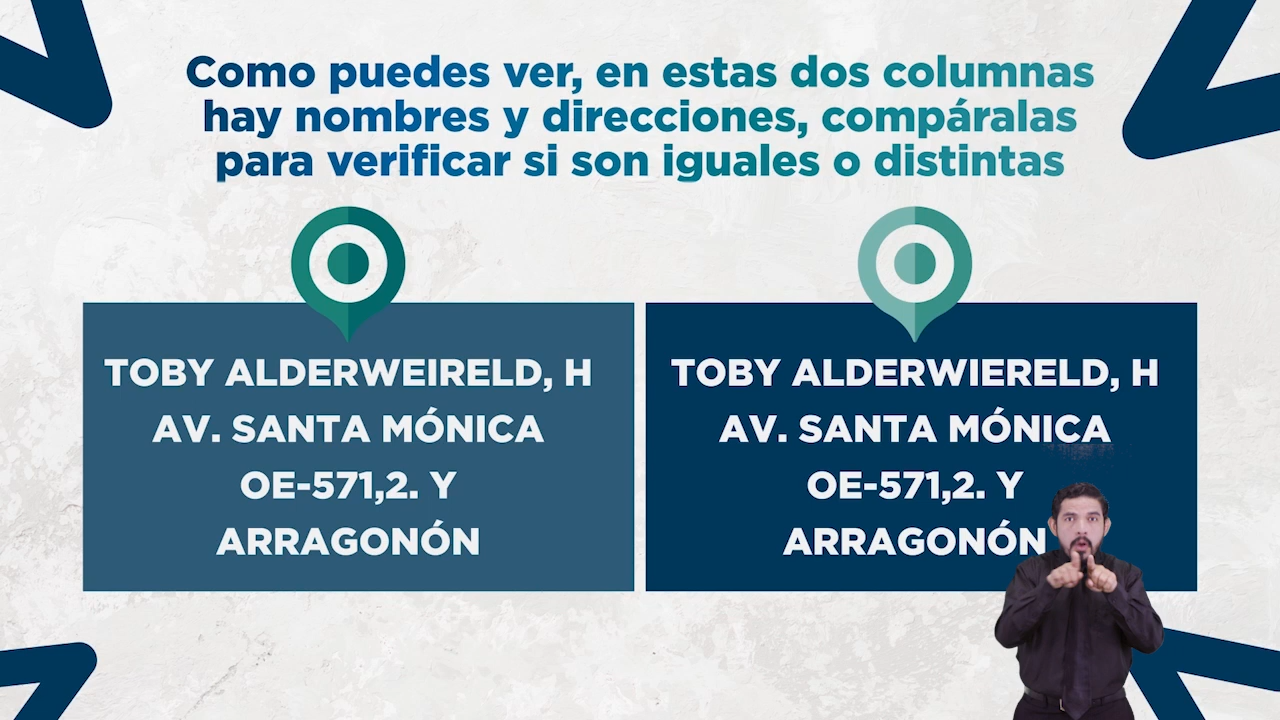 Como puedes ver, en estas dos columnas
hay nombres y direcciones, compáralas
para verificar si son iguales o distintas
TOBY ALDERWEIRELD, H
AV. SANTA MÓNICA
OE-571,2. Y
ARRAGONÓN
TOBY ALDERWIERELD, H
AV. SANTA MÓNICA
OE-571,2. Y
ARRAGONÓN